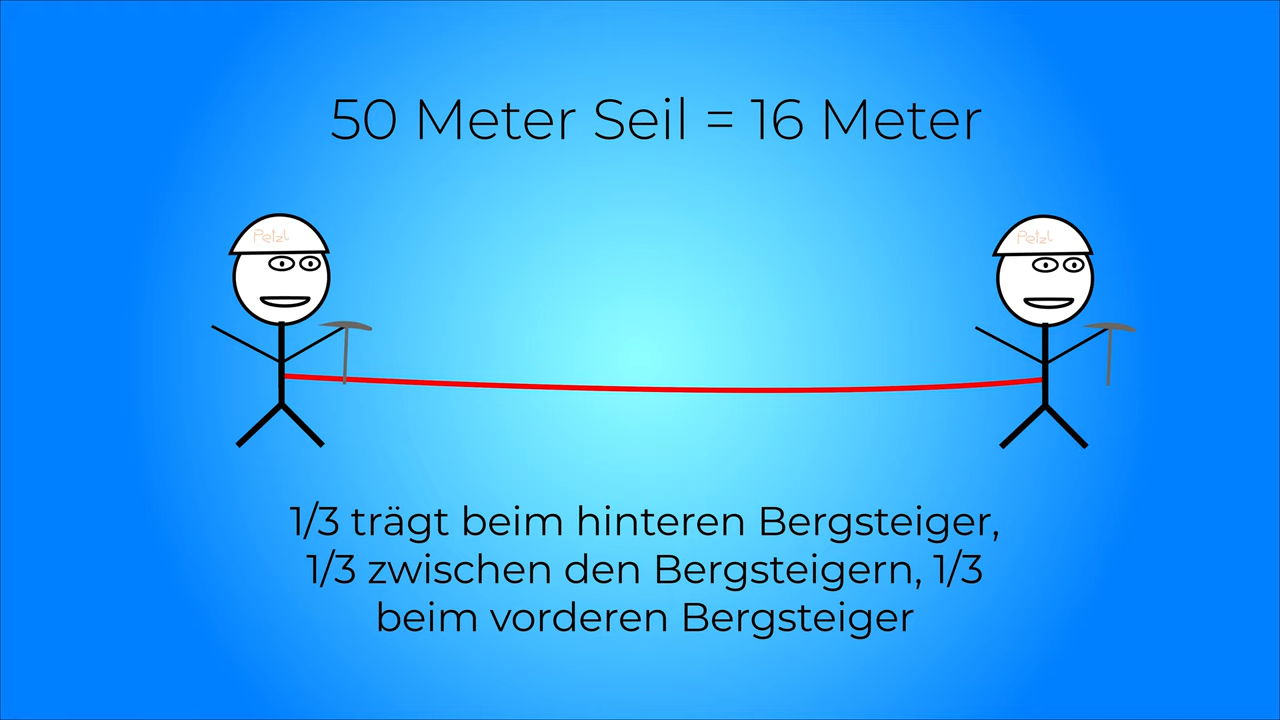 50 Meter Seil = 16 Meter
Petzl
Petzl
1/3 trägt beim hinteren Bergsteiger,
1/3 zwischen den Bergsteigern, 1/3
beim vorderen Bergsteiger